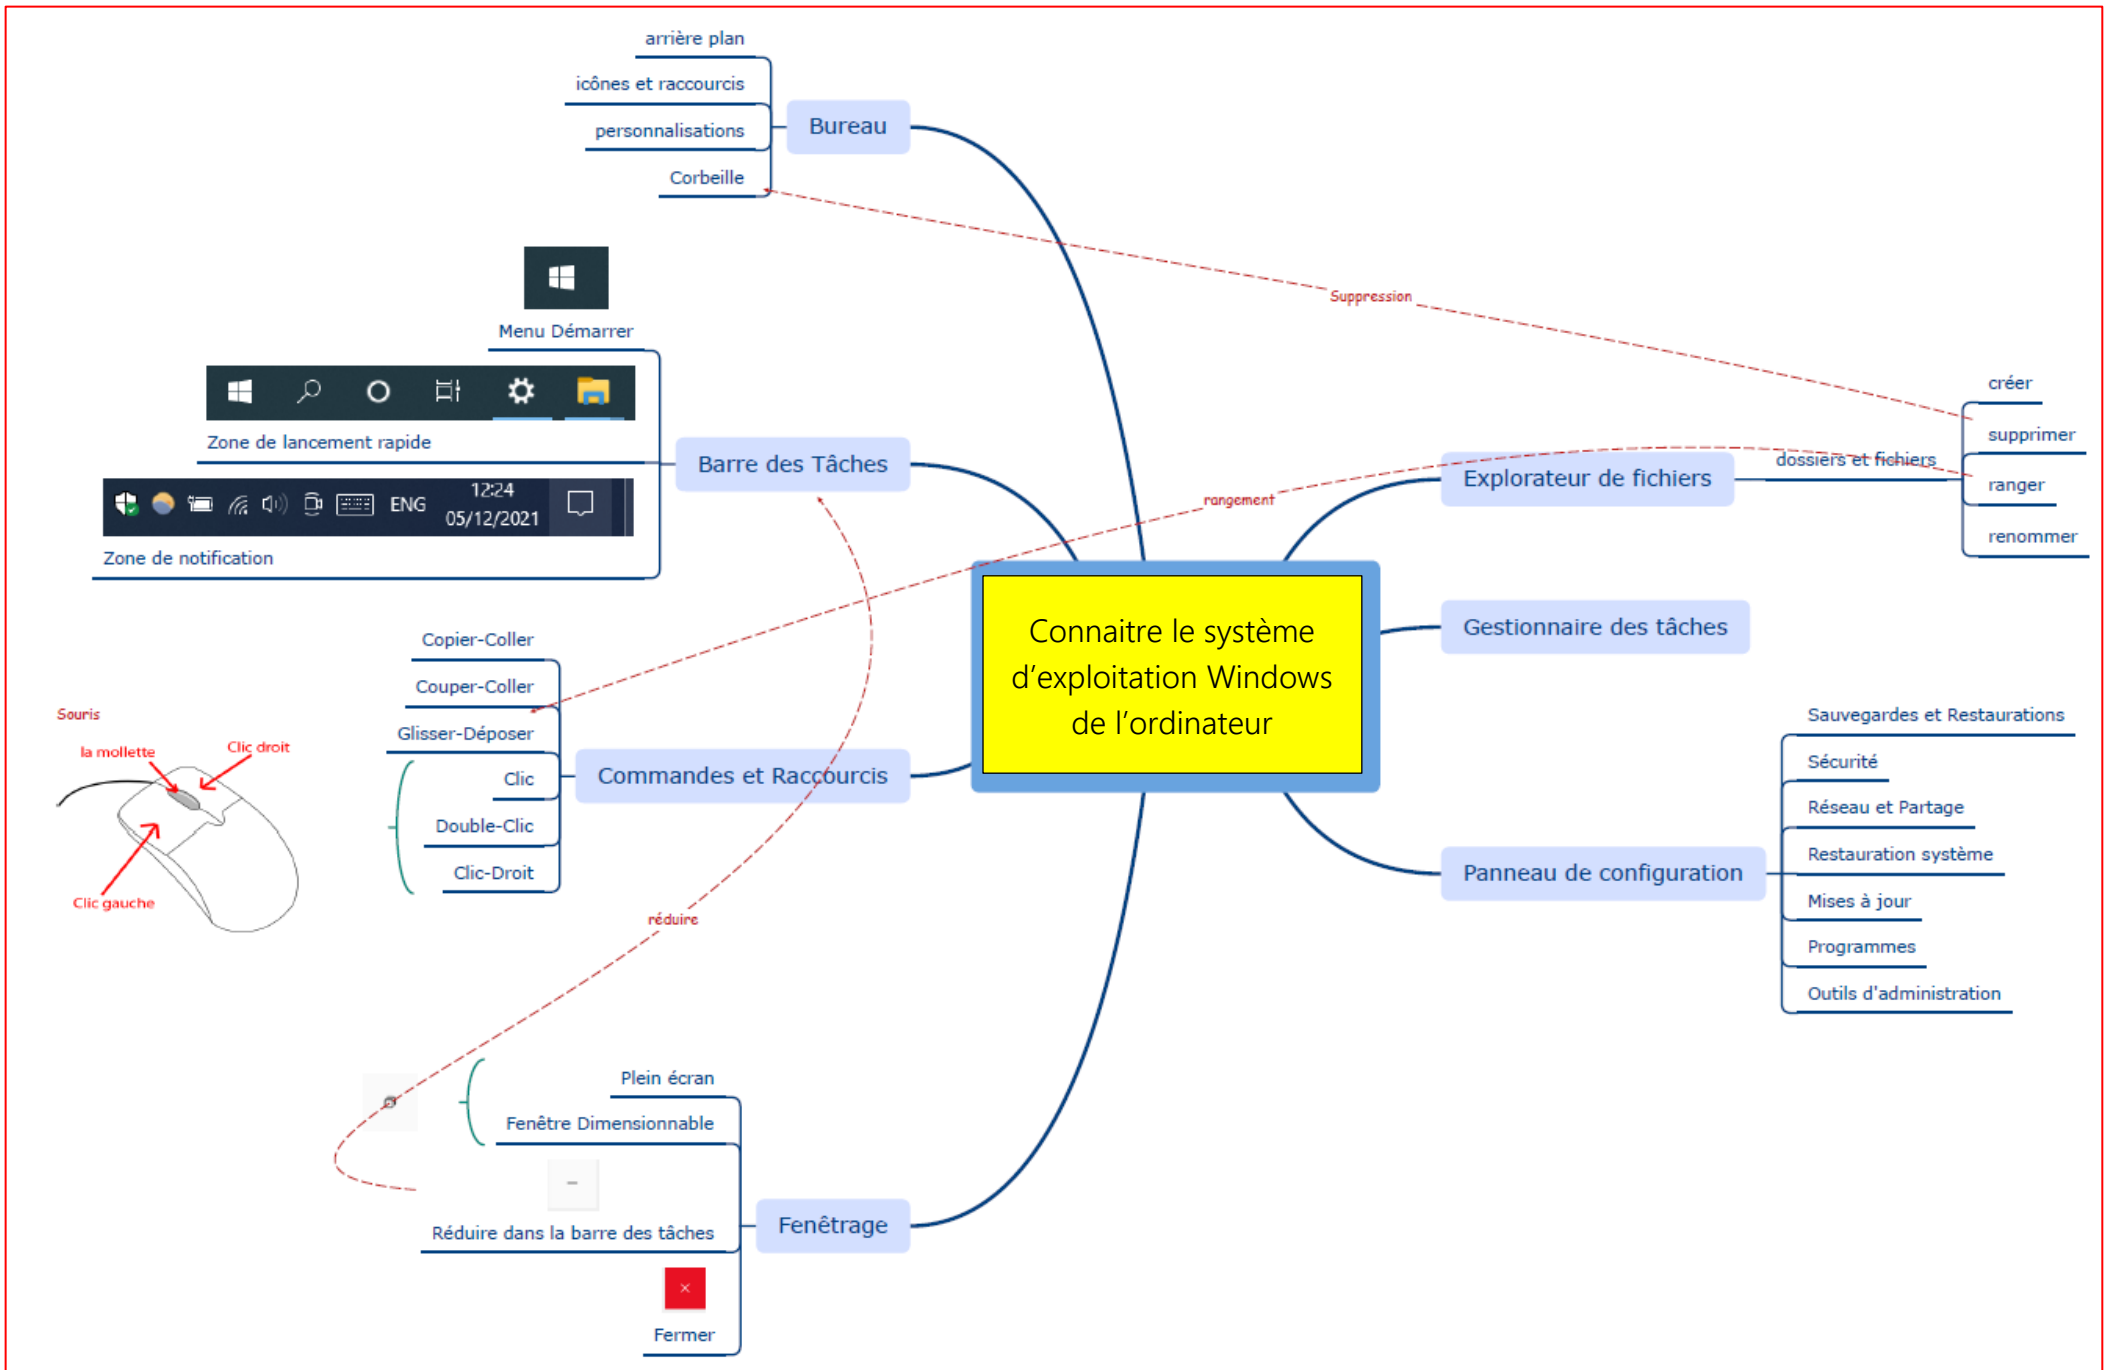 arrière plan
icônes et raccourcis
personnalisations
Corbeille
Bureau
Suppression
Menu Démarrer
Zone de lancement rapide
ENG
12:24
05/12/2021
Zone de notification
Barre des Tâches
Explorateur de fichiers
dossiers et fichiers
créer
supprimer
ranger
renommer
rangement
Connaitre le système
d'exploitation Windows
de l'ordinateur
Gestionnaire des tâches
Copier-Coller
Couper-Coller
Glisser-Déposer
Clic
Double-Clic
Clic-Droit
Commandes et Raccourcis
Souris
la mollette
Clic droit
Clic gauche
réduire
Panneau de configuration
Sauvegardes et Restaurations
Sécurité
Réseau et Partage
Restauration système
Mises à jour
Programmes
Outils d'administration
Plein écran
Fenêtre Dimensionnable
Réduire dans la barre des tâches
Fermer
Fenêtrage